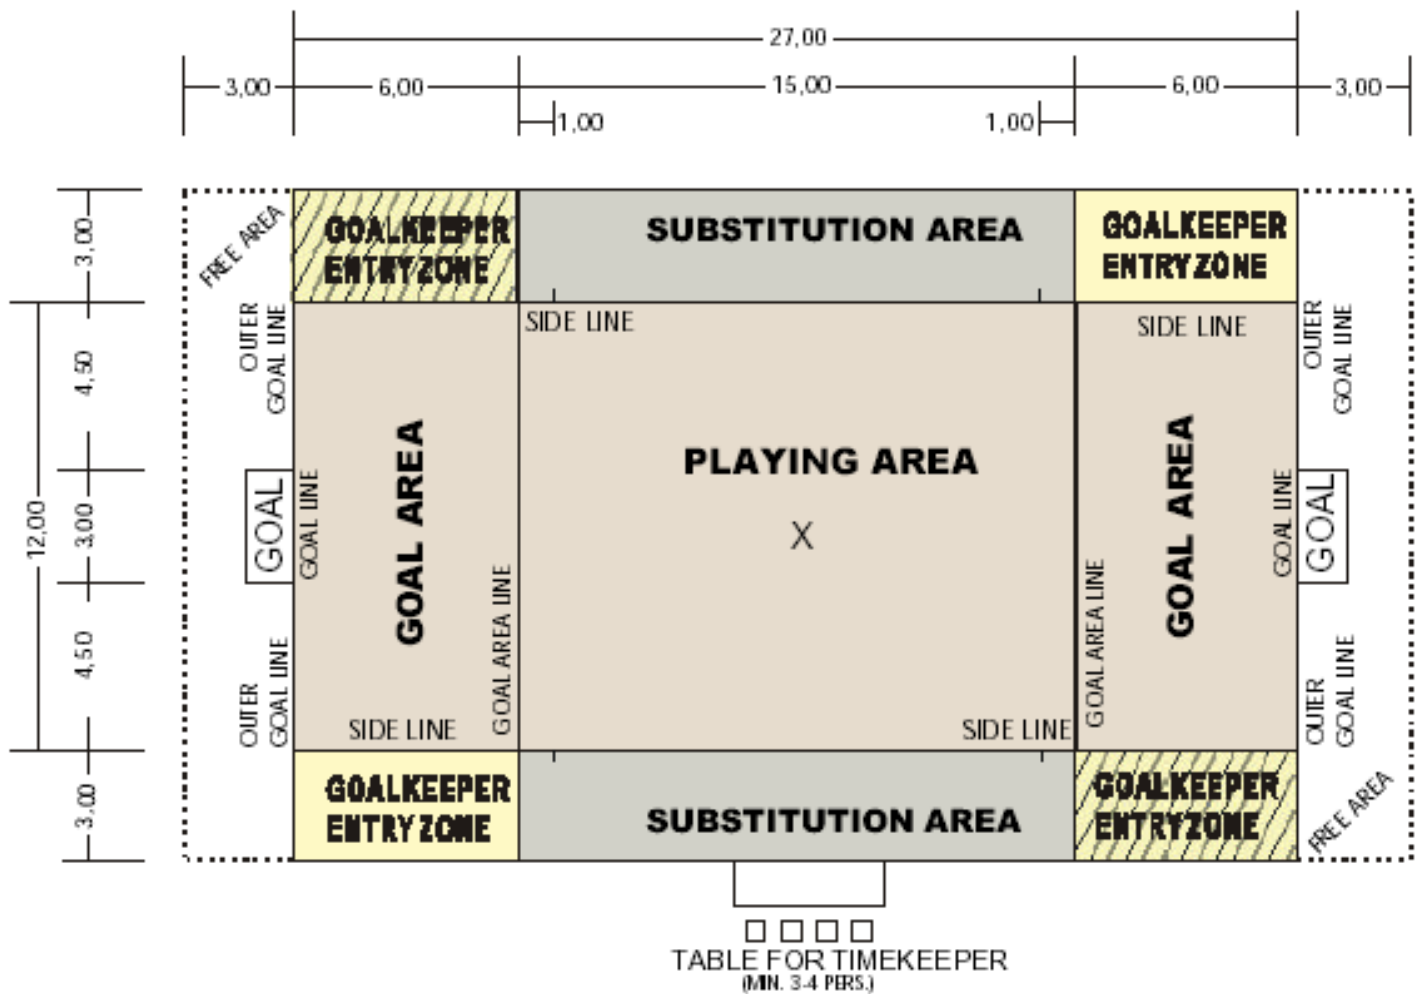 27,00
3,00
6,00
15,00
6,00
3,00
1,00
1,00
3,00
FREE AREA
GOALKEEPER
ENTRY ZONE
SUBSTITUTION AREA
GOALKEEPER
ENTRY ZONE
OUTER
GOAL LINE
SIDE LINE
SIDE LINE
OUTER
GOAL LINE
4,50
12,00
3,00
GOAL
GOAL LINE
GOAL AREA
GOAL AREA LINE
PLAYING AREA
X
GOAL AREA LINE
GOAL AREA
GOAL LINE
GOAL
4,50
OUTER
GOAL LINE
SIDE LINE
SIDE LINE
OUTER
GOAL LINE
3,00
GOALKEEPER
ENTRY ZONE
SUBSTITUTION AREA
GOALKEEPER
ENTRY ZONE
FREE AREA
TABLE FOR TIMEKEEPER
(MIN. 3-4 PERS.)